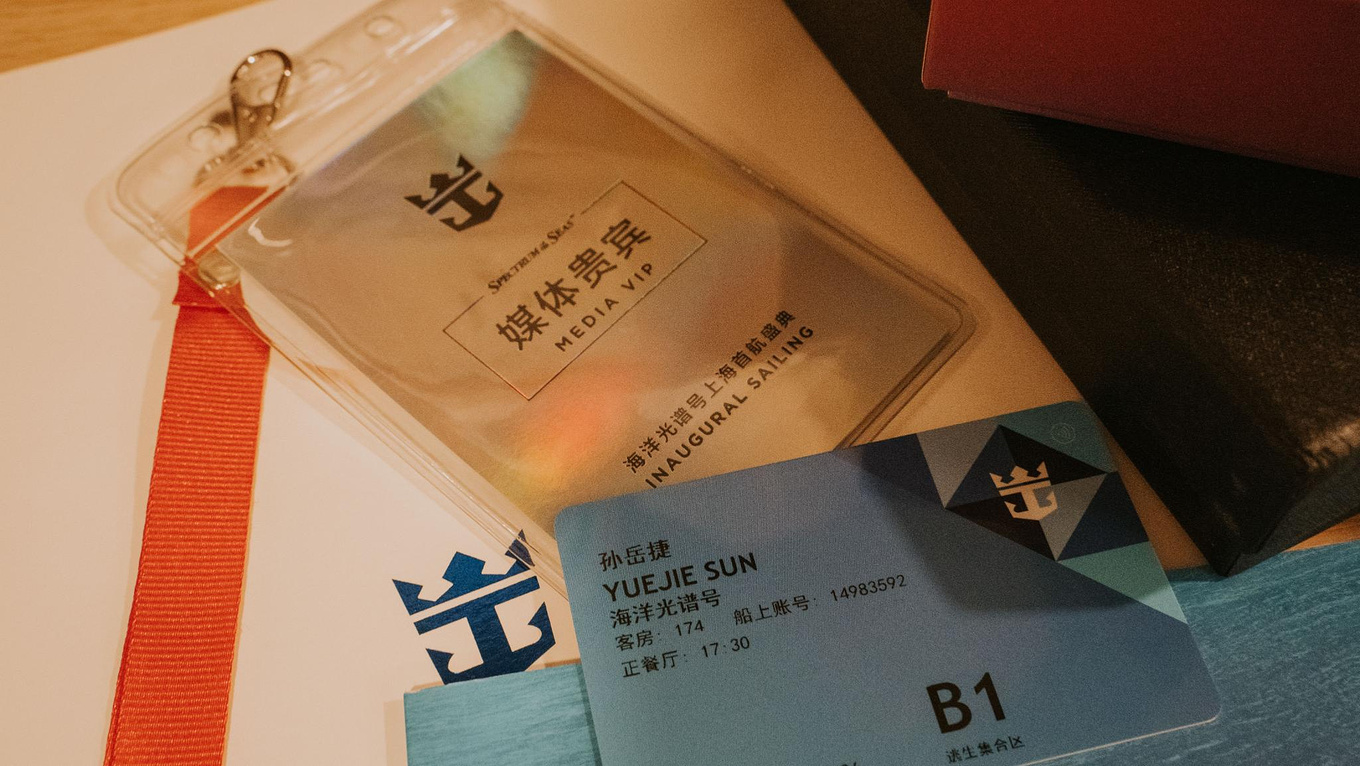 SPECTRUM of the SEAS™
媒体贵宾
MEDIA VIP
海洋光谱号上海首航盛典
INAUGURAL SAILING
孙岳捷
YUEJIE SUN
海洋光谱号
客房: 174 船上账号: 14983592
正餐厅: 17:30
B1
逃生集合区